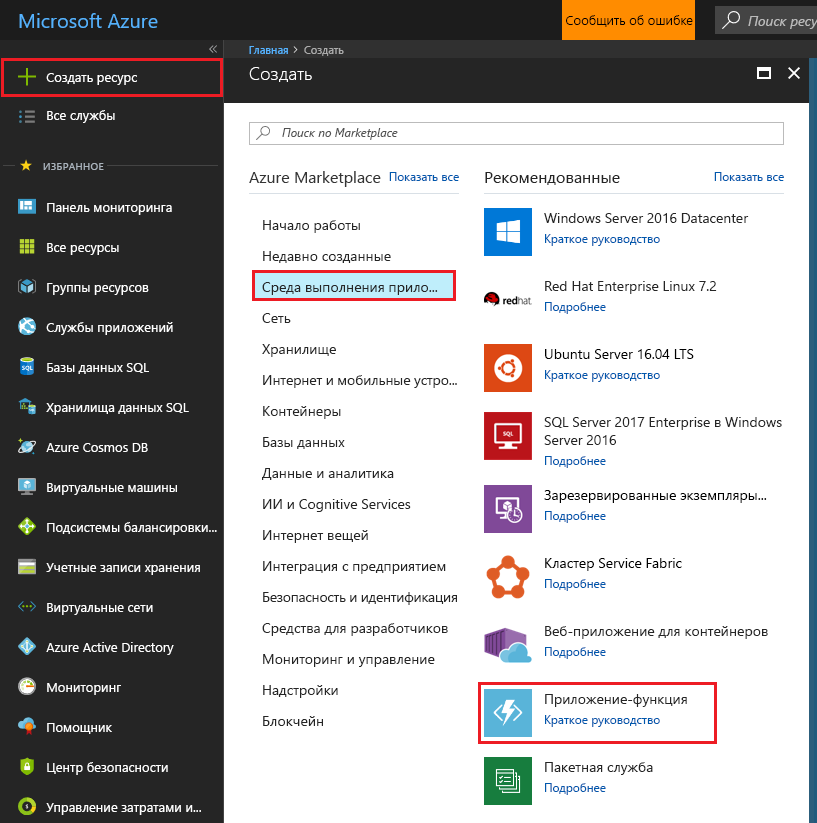 Microsoft Azure
Сообщить об ошибке
Поиск ресу
«
Создать ресурс
Все службы
ИЗБРАННОЕ
Панель мониторинга
Все ресурсы
Группы ресурсов
Службы приложений
Базы данных SQL
Хранилища данных SQL
Azure Cosmos DB
Виртуальные машины
Подсистемы балансировки...
Учетные записи хранения
Виртуальные сети
Azure Active Directory
Мониторинг
Помощник
Центр безопасности
Управление затратами и...
Главная > Создать
Создать
Поиск по Marketplace
Azure Marketplace Показать все
Начало работы
Недавно созданные
Среда выполнения прило...
Сеть
Хранилище
Интернет и мобильные устро...
Контейнеры
Базы данных
Данные и аналитика
ИИ и Cognitive Services
Интернет вещей
Интеграция с предприятием
Безопасность и идентификация
Средства для разработчиков
Мониторинг и управление
Надстройки
Блокчейн
Рекомендованные Показать все
Windows Server 2016 Datacenter
Краткое руководство
redhat
Red Hat Enterprise Linux 7.2
Подробнее
Ubuntu Server 16.04 LTS
Краткое руководство
SQL Server 2017 Enterprise в Windows
Server 2016
Подробнее
Зарезервированные экземпляры...
Подробнее
Кластер Service Fabric
Подробнее
Веб-приложение для контейнеров
Подробнее
Приложение-функция
Краткое руководство
Пакетная служба
Подробнее